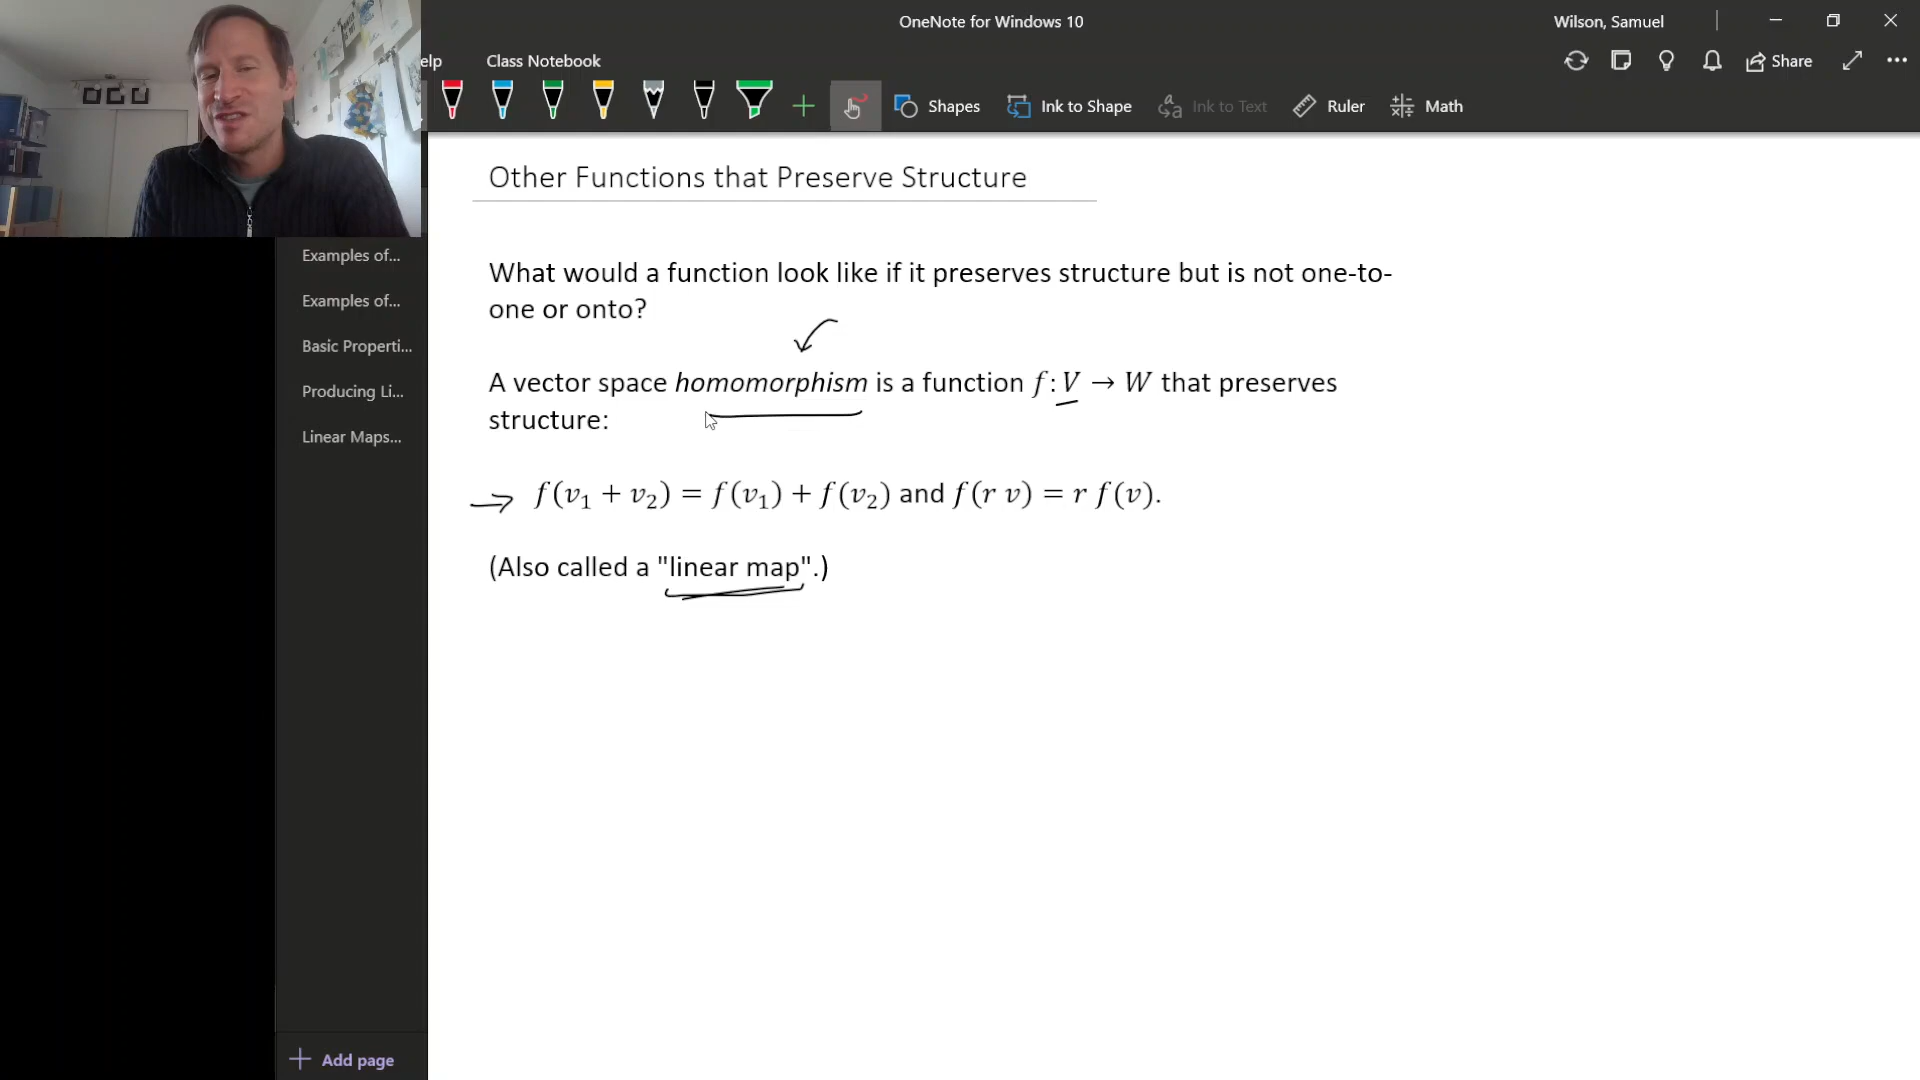 OneNote for Windows 10
Wilson, Samuel
elp
Class Notebook
Share
Shapes
Ink to Shape
Ink to Text
Ruler
Math
Other Functions that Preserve Structure
What would a function look like if it preserves structure but is not one-to-
one or onto?
A vector space homomorphism is a function f: V → W that preserves
structure:
f(v₁ + v₂) = f(v₁) + f(v₂) and f(r v) = r f(v).
(Also called a "linear map".)
Examples of...
Examples of...
Basic Properti...
Producing Li...
Linear Maps...
Add page